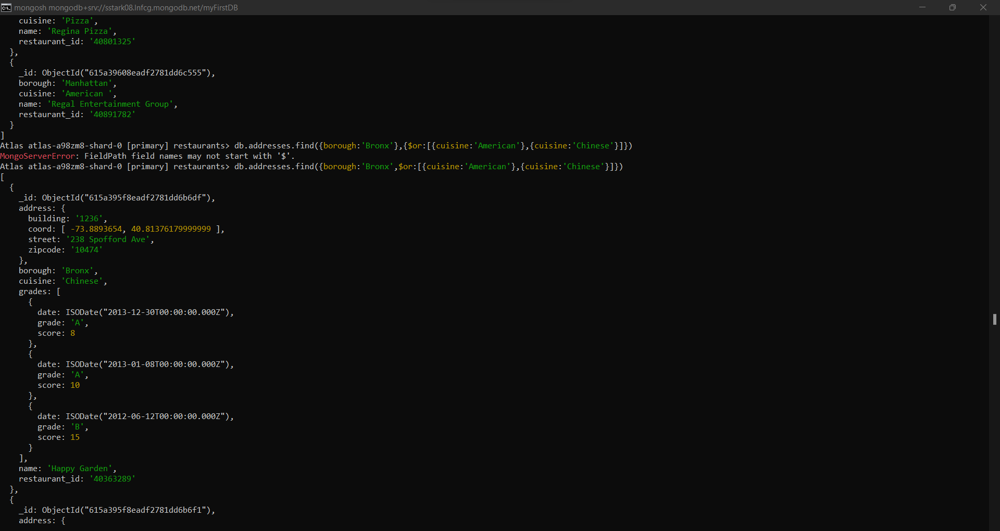 mongosh mongodb+srv://sstark08.lnfcg.mongodb.net/myFirstDB
    cuisine: 'Pizza',
    name: 'Regina Pizza',
    restaurant_id: '40801325'
  },
  {
    _id: ObjectId("615a39608eadf2781dd6c555"),
    borough: 'Manhattan',
    cuisine: 'American ',
    name: 'Regal Entertainment Group',
    restaurant_id: '40891782'
  }
]
Atlas atlas-a98zm8-shard-0 [primary] restaurants> db.addresses.find({borough:'Bronx'},{$or:[{cuisine:'American'},{cuisine:'Chinese'}]})
MongoServerError: FieldPath field names may not start with '$'.
Atlas atlas-a98zm8-shard-0 [primary] restaurants> db.addresses.find({borough:'Bronx',$or:[{cuisine:'American'},{cuisine:'Chinese'}]})
[
  {
    _id: ObjectId("615a395f8eadf2781dd6b6df"),
    address: {
      building: '1236',
      coord: [ -73.8893654, 40.81376179999999 ],
      street: '238 Spofford Ave',
      zipcode: '10474'
    },
    borough: 'Bronx',
    cuisine: 'Chinese',
    grades: [
      {
        date: ISODate("2013-12-30T00:00:00.000Z"),
        grade: 'A',
        score: 8
      },
      {
        date: ISODate("2013-01-08T00:00:00.000Z"),
        grade: 'A',
        score: 10
      },
      {
        date: ISODate("2012-06-12T00:00:00.000Z"),
        grade: 'B',
        score: 15
      }
    ],
    name: 'Happy Garden',
    restaurant_id: '40363289'
  },
  {
    _id: ObjectId("615a395f8eadf2781dd6b6f1"),
    address: {